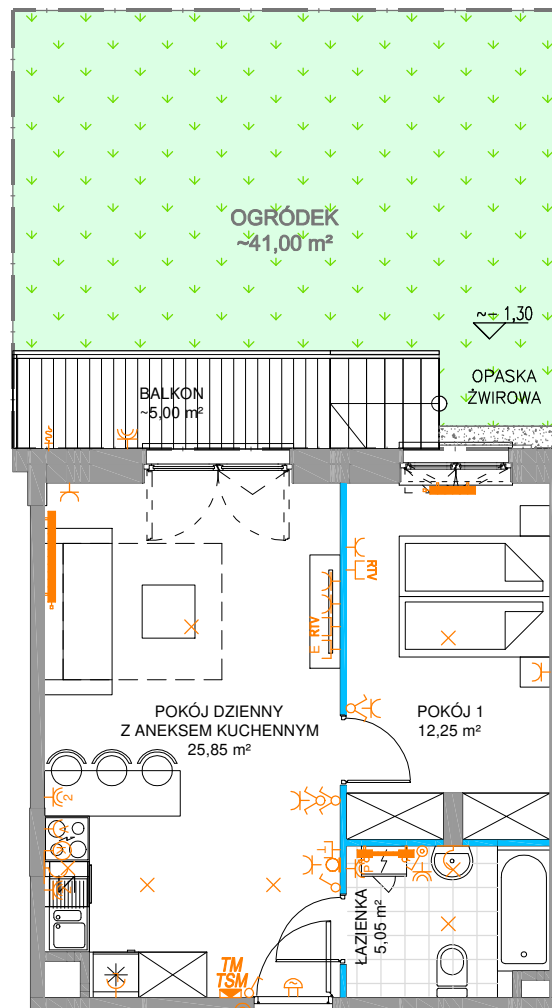 OGRÓDEK
~41,00 m²
~- 1,30
OPASKA
ŻWIROWA
BALKON
~5,00 m²
RTV
E RTV
POKÓJ DZIENNY
Z ANEKSEM KUCHENNYM
25,85 m²
POKÓJ 1
12,25 m²
2
ŁAZIENKA
5,05 m²
TM
TSM